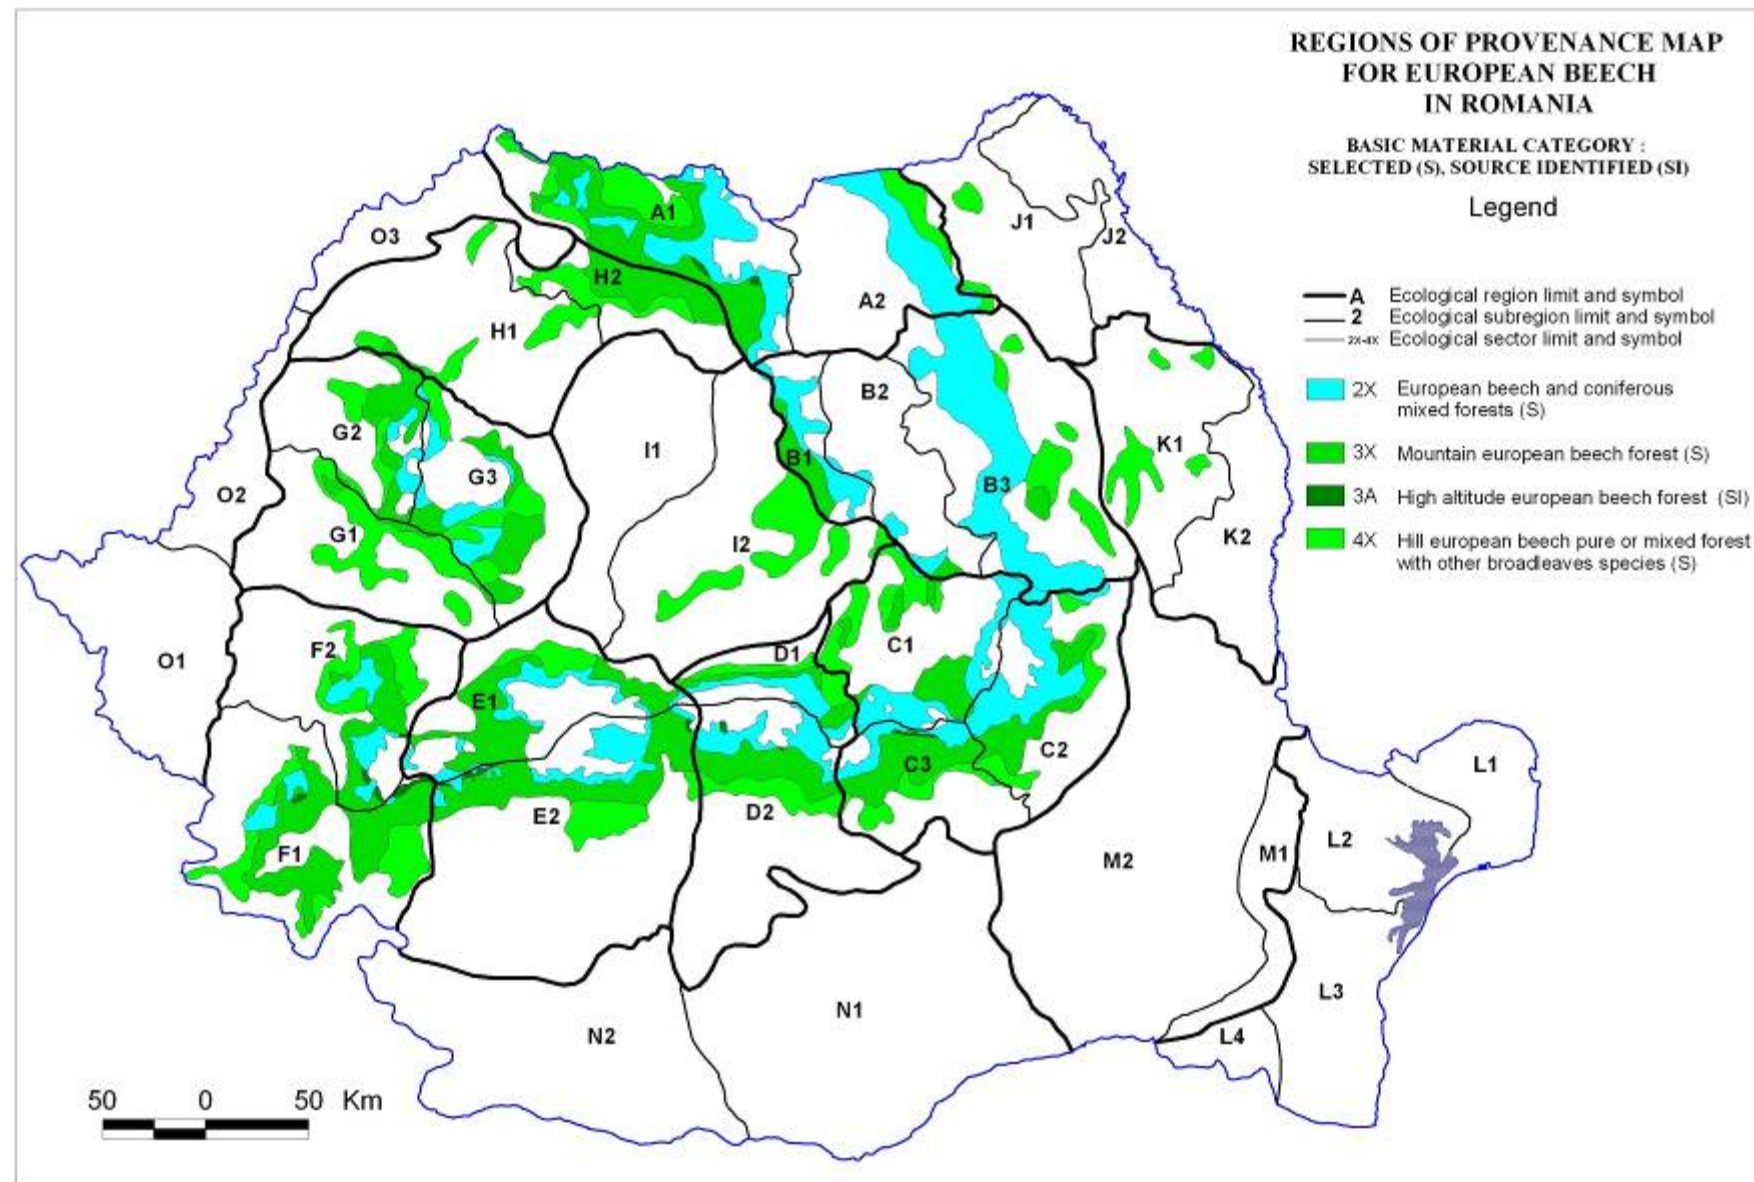 REGIONS OF PROVENANCE MAP
FOR EUROPEAN BEECH
IN ROMANIA
BASIC MATERIAL CATEGORY :
SELECTED (S), SOURCE IDENTIFIED (SI)
Legend
A Ecological region limit and symbol
2 Ecological subregion limit and symbol
2X-4X Ecological sector limit and symbol
2X European beech and coniferous
mixed forests (S)
3X Mountain european beech forest (S)
3A High altitude european beech forest (SI)
4X Hill european beech pure or mixed forest
with other broadleaves species (S)
A1
J1
O3
J2
H2
A2
H1
B2
G2
I1
K1
B1
G3
B3
O2
G1
I2
K2
C1
F2
D1
O1
E1
C2
C3
L1
E2
D2
L2
F1
M2
M1
L3
N1
N2
L4
50 0 50 Km